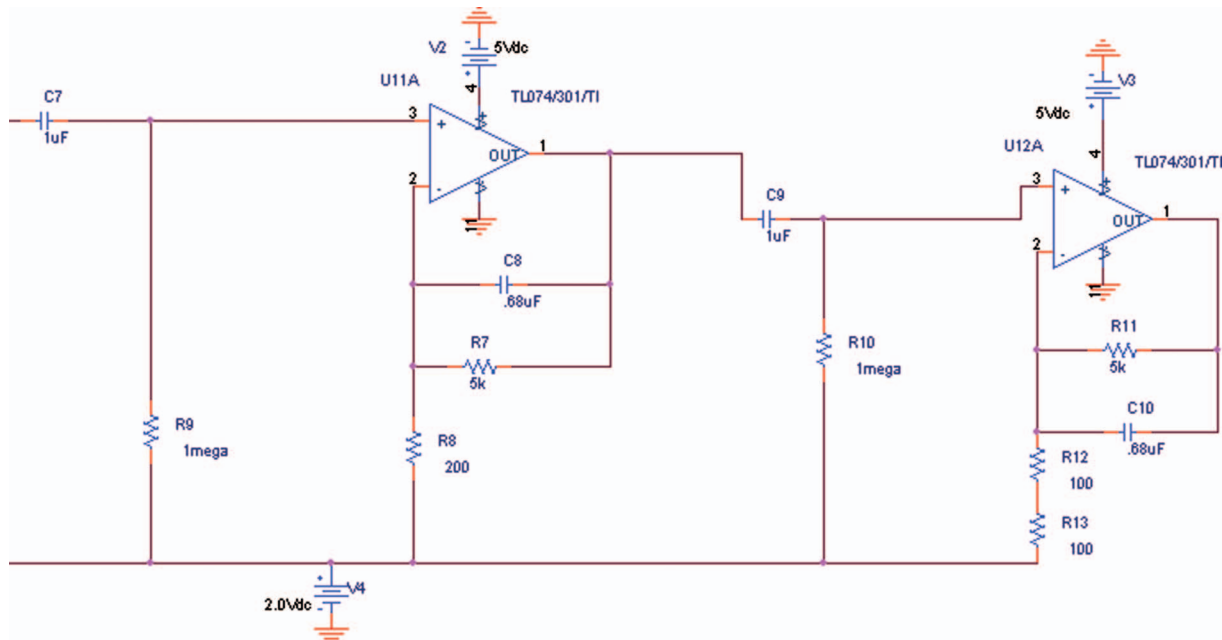 V2
5Vdc
-
+
4
U11A
TL074/301/TI
C7
1uF
3
+
OUT
1
2
-
11
V3
-
+
5Vdc
4
U12A
TL074/301/TI
3
+
OUT
1
2
-
11
C9
1uF
C8
.68uF
R7
5k
R10
1mega
R11
5k
C10
.68uF
R9
1mega
R8
200
R12
100
R13
100
+
V4
2.0Vdc
-